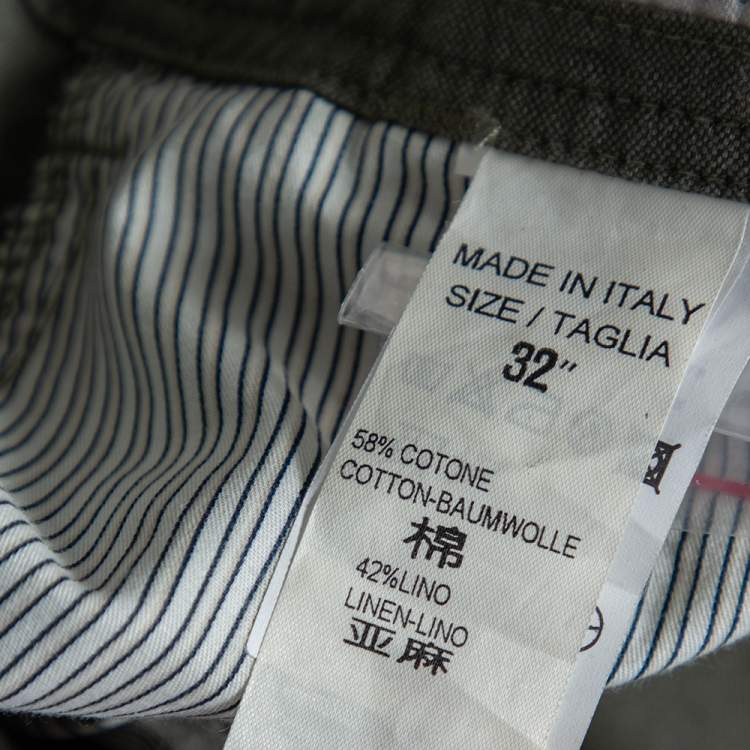 MADE IN ITALY
SIZE / TAGLIA
32"
58% COTONE
COTTON-BAUMWOLLE
棉
42%LINO
LINEN-LINO
亚麻